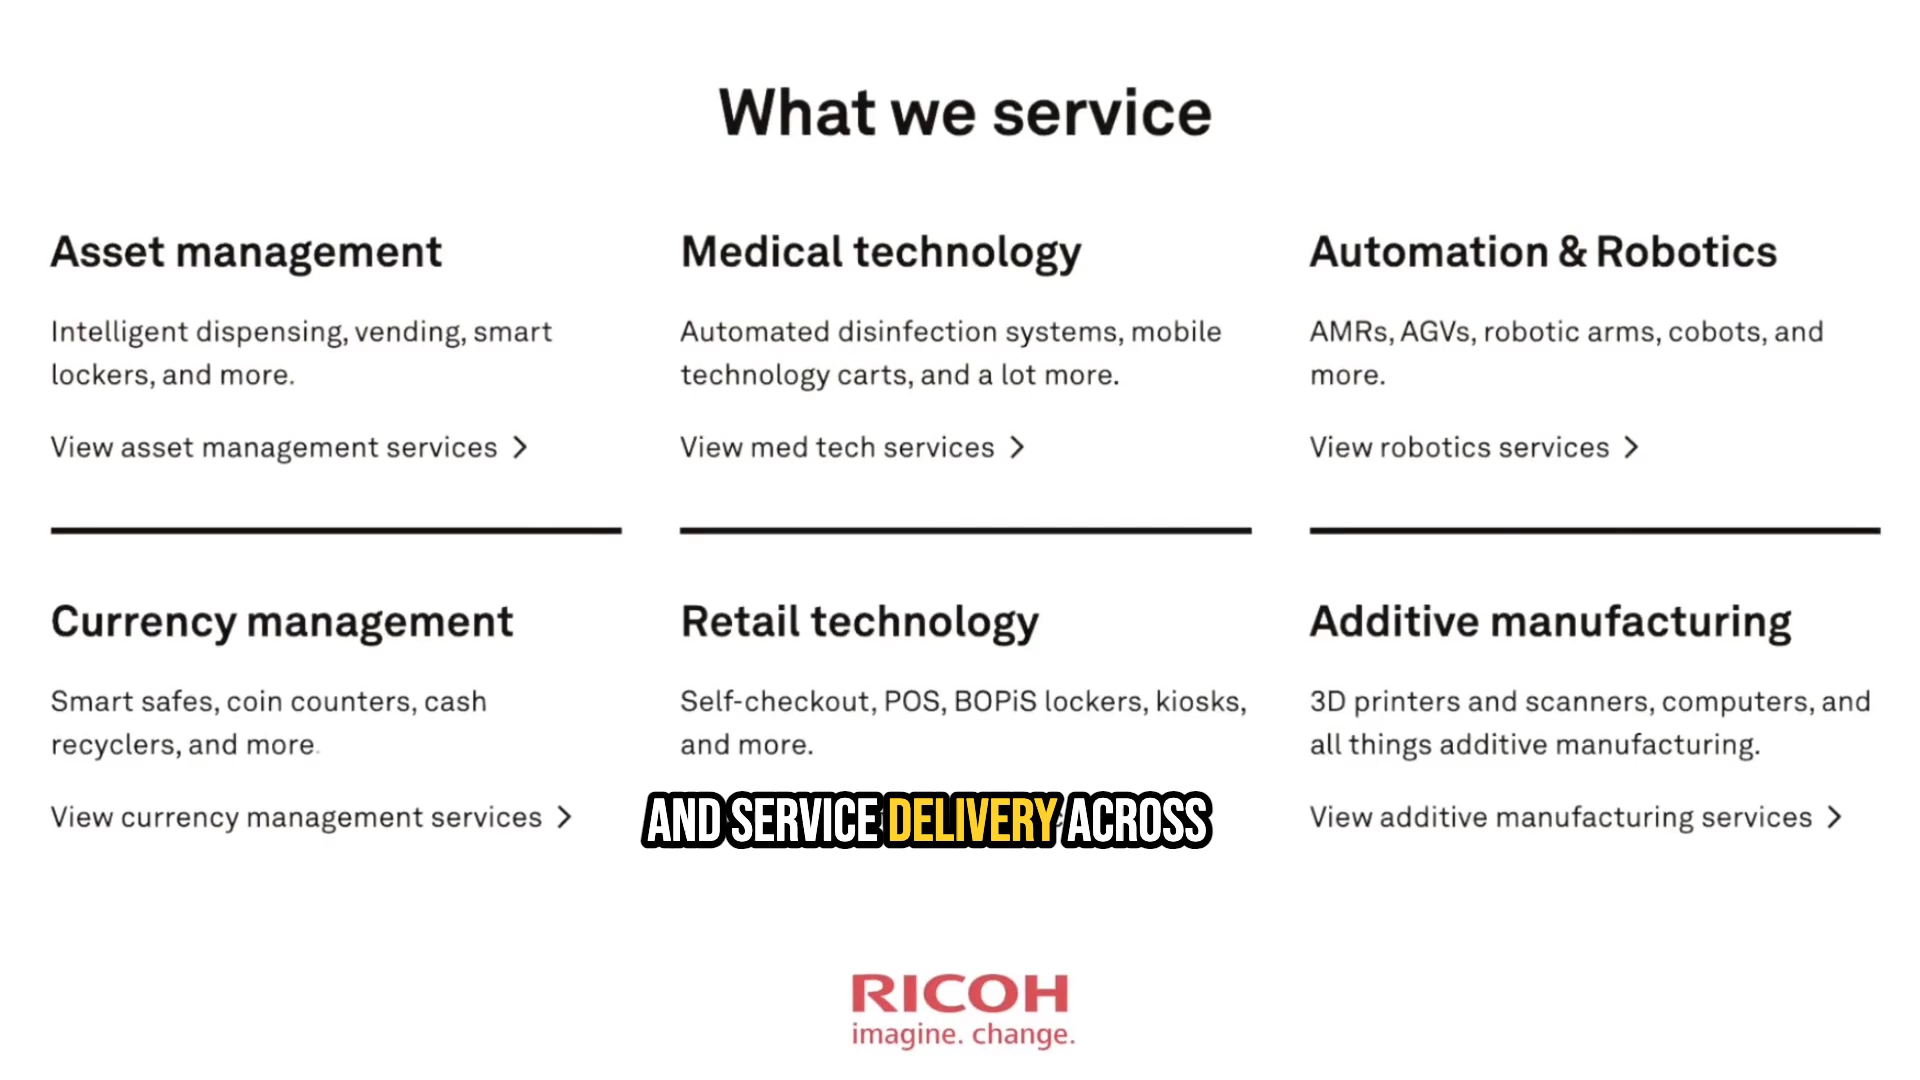 What we service
Asset management
Intelligent dispensing, vending, smart
lockers, and more.
View asset management services
Medical technology
Automated disinfection systems, mobile
technology carts, and a lot more.
View med tech services
Automation & Robotics
AMRs, AGVs, robotic arms, cobots, and
more.
View robotics services
Currency management
Smart safes, coin counters, cash
recyclers, and more.
View currency management services
Retail technology
Self-checkout, POS, BOPiS lockers, kiosks,
and more.
AND SERVICE DELIVERY ACROSS
Additive manufacturing
3D printers and scanners, computers, and
all things additive manufacturing.
View additive manufacturing services
RICOH
imagine. change.